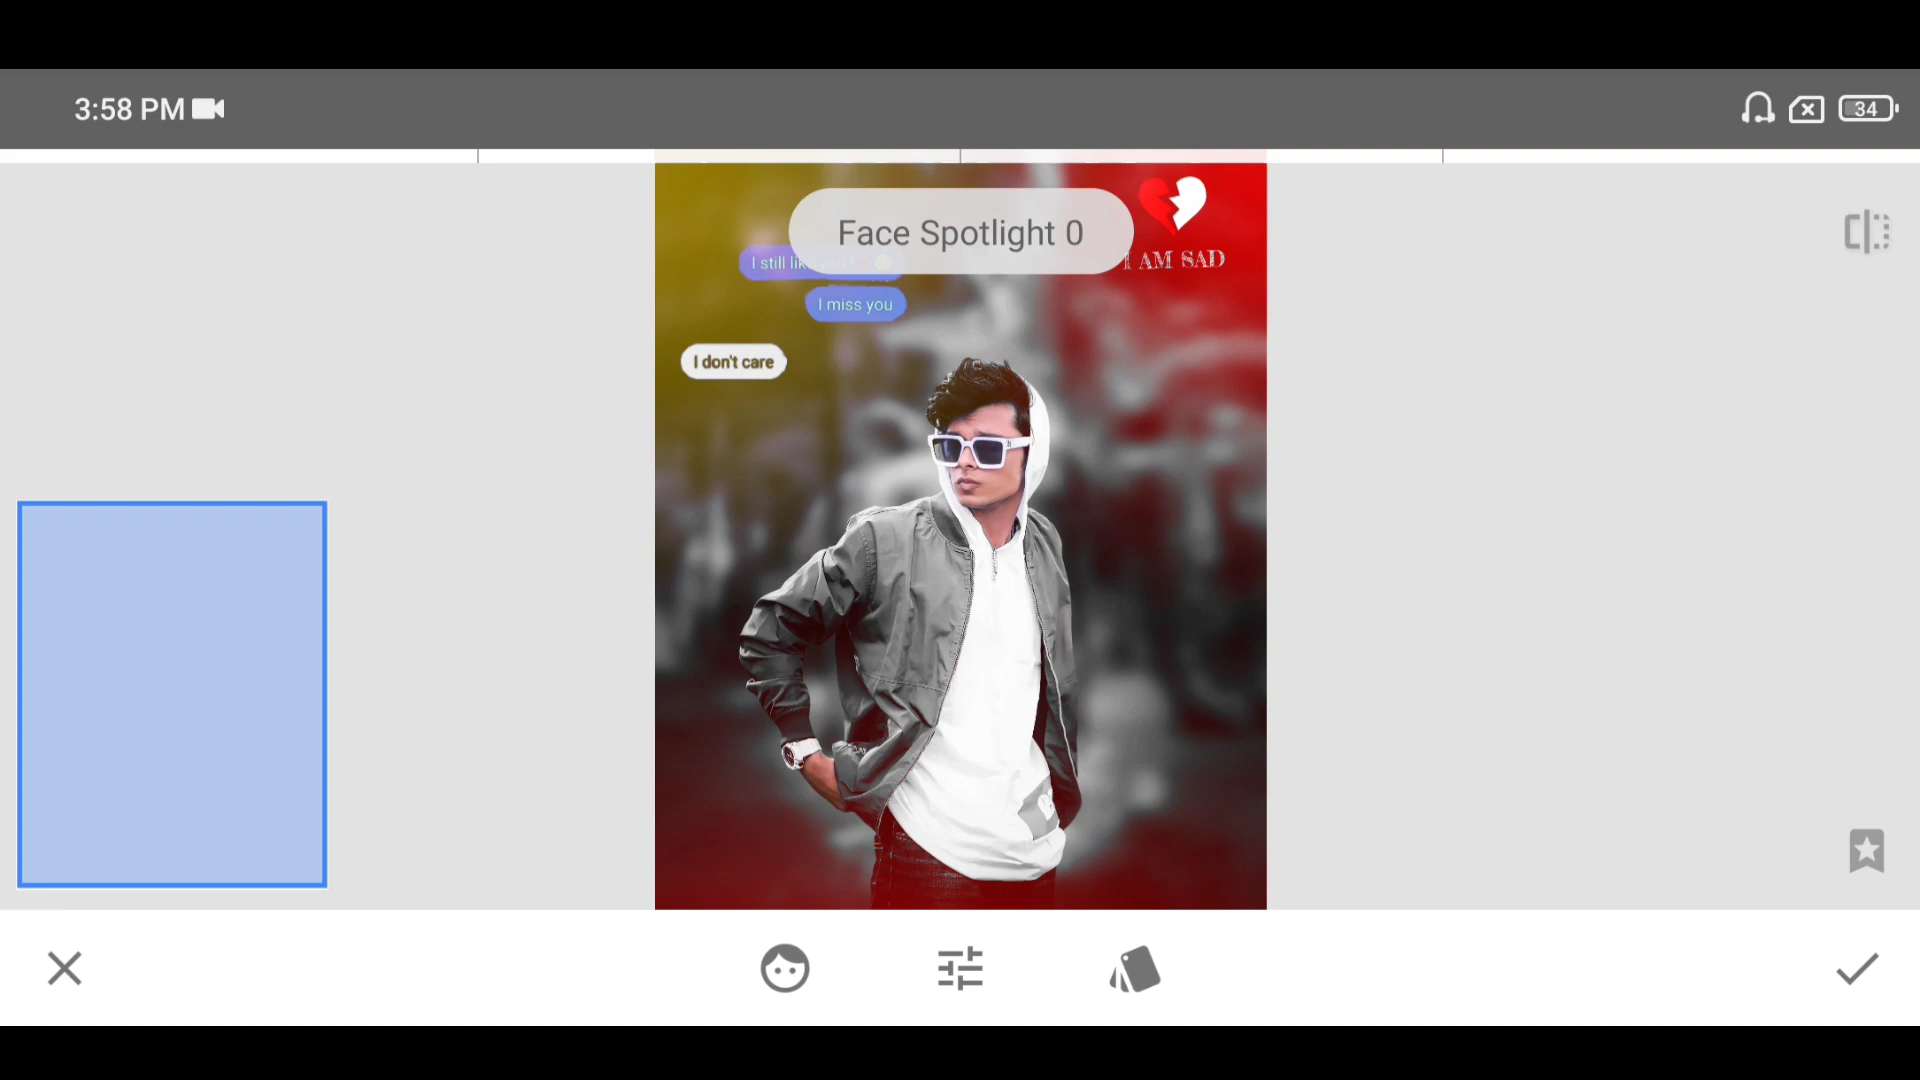 3:58 PM
34
Face Spotlight 0
I AM SAD
I still
I miss you
I don't care